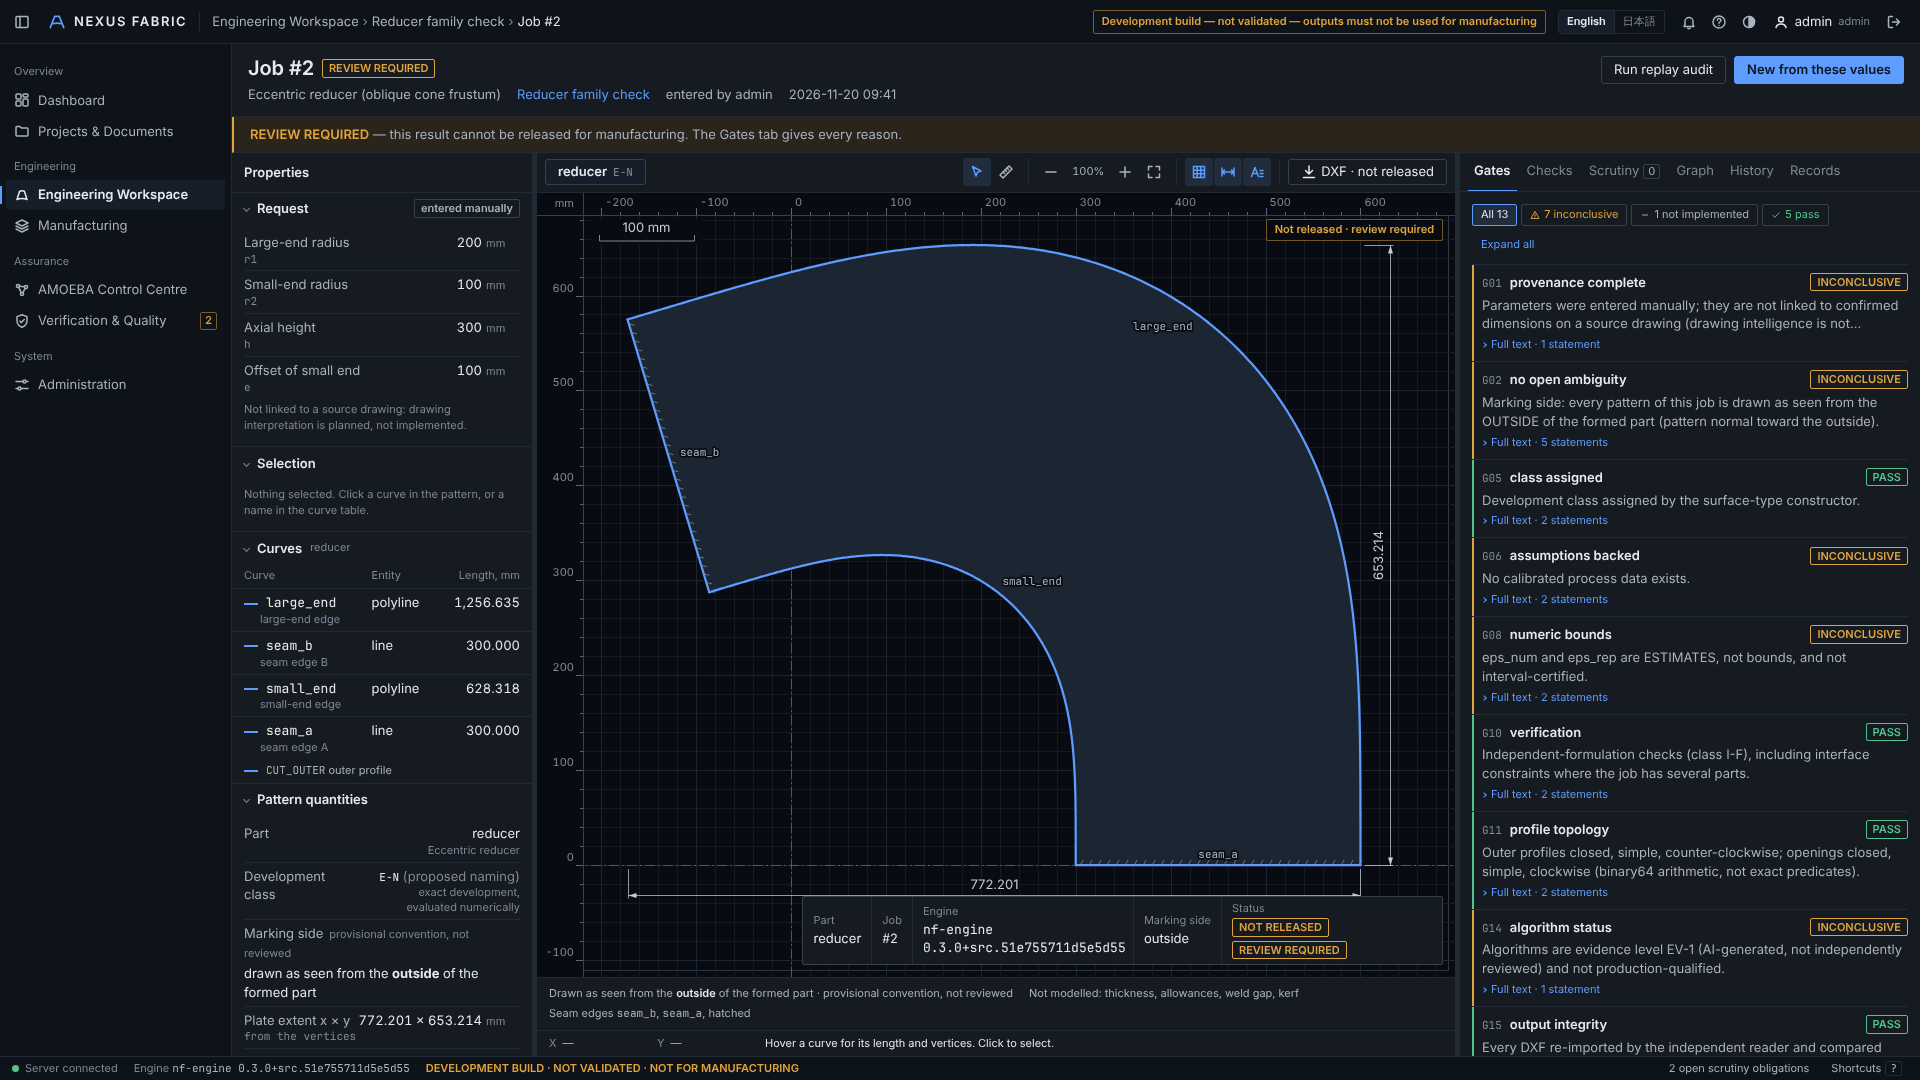 NEXUS FABRIC
Engineering Workspace › Reducer family check › Job #2
Development build — not validated — outputs must not be used for manufacturing
English 日本語
admin admin
Overview
Dashboard
Projects & Documents
Engineering
Engineering Workspace
Manufacturing
Assurance
AMOEBA Control Centre
Verification & Quality 2
System
Administration
Job #2 REVIEW REQUIRED
Eccentric reducer (oblique cone frustum) Reducer family check entered by admin 2026-11-20 09:41
Run replay audit
New from these values
REVIEW REQUIRED — this result cannot be released for manufacturing. The Gates tab gives every reason.
Properties
Request entered manually
Large-end radius 200 mm
r1
Small-end radius 100 mm
r2
Axial height 300 mm
h
Offset of small end 100 mm
e
Not linked to a source drawing: drawing
interpretation is planned, not implemented.
Selection
Nothing selected. Click a curve in the pattern, or a
name in the curve table.
Curves reducer
Curve Entity Length, mm
large_end polyline 1,256.635
large-end edge
seam_b line 300.000
seam edge B
small_end polyline 628.318
small-end edge
seam_a line 300.000
seam edge A
CUT_OUTER outer profile
Pattern quantities
Part reducer
Eccentric reducer
Development class E-N (proposed naming)
exact development,
evaluated numerically
Marking side provisional convention, not
reviewed
drawn as seen from the outside of the
formed part
Plate extent x × y 772.201 × 653.214 mm
from the vertices
reducer E-N
100%
DXF · not released
mm -200 -100 0 100 200 300 400 500 600
100 mm
Not released · review required
600
500
400
300
200
100
0
-100
large_end
seam_b
small_end
seam_a
653.214
772.201
Part
reducer
Job
#2
Engine
nf-engine
0.3.0+src.51e755711d5e5d55
Marking side
outside
Status
NOT RELEASED
REVIEW REQUIRED
Drawn as seen from the outside of the formed part · provisional convention, not reviewed Not modelled: thickness, allowances, weld gap, kerf
Seam edges seam_b, seam_a, hatched
X — Y — Hover a curve for its length and vertices. Click to select.
Gates Checks Scrutiny 0 Graph History Records
All 13 7 inconclusive 1 not implemented 5 pass
Expand all
G01 provenance complete INCONCLUSIVE
Parameters were entered manually; they are not linked to confirmed
dimensions on a source drawing (drawing intelligence is not…
› Full text · 1 statement
G02 no open ambiguity INCONCLUSIVE
Marking side: every pattern of this job is drawn as seen from the
OUTSIDE of the formed part (pattern normal toward the outside).
› Full text · 5 statements
G05 class assigned PASS
Development class assigned by the surface-type constructor.
› Full text · 2 statements
G06 assumptions backed INCONCLUSIVE
No calibrated process data exists.
› Full text · 2 statements
G08 numeric bounds INCONCLUSIVE
eps_num and eps_rep are ESTIMATES, not bounds, and not
interval-certified.
› Full text · 2 statements
G10 verification PASS
Independent-formulation checks (class I-F), including interface
constraints where the job has several parts.
› Full text · 2 statements
G11 profile topology PASS
Outer profiles closed, simple, counter-clockwise; openings closed,
simple, clockwise (binary64 arithmetic, not exact predicates).
› Full text · 2 statements
G14 algorithm status INCONCLUSIVE
Algorithms are evidence level EV-1 (AI-generated, not independently
reviewed) and not production-qualified.
› Full text · 1 statement
G15 output integrity PASS
Every DXF re-imported by the independent reader and compared
Server connected Engine nf-engine 0.3.0+src.51e755711d5e5d55 DEVELOPMENT BUILD · NOT VALIDATED · NOT FOR MANUFACTURING
2 open scrutiny obligations Shortcuts ?